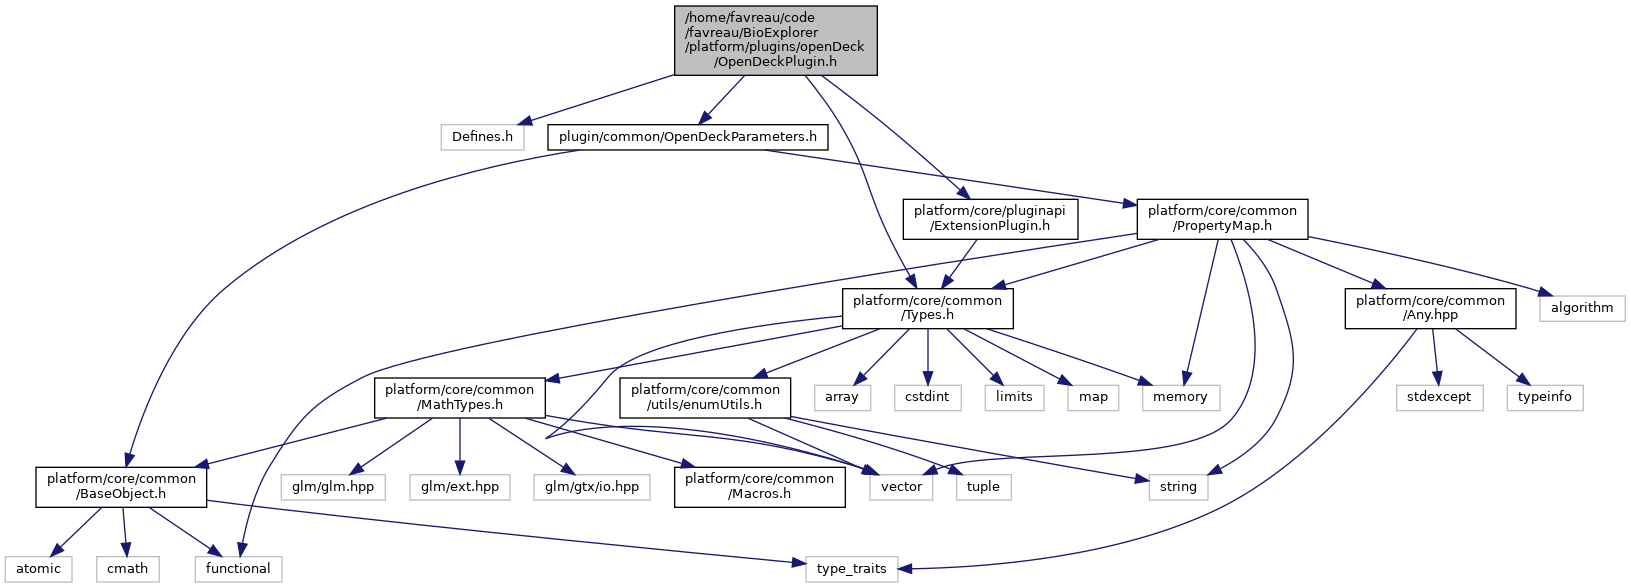 /home/favreau/code
/favreau/BioExplorer
/platform/plugins/openDeck
/OpenDeckPlugin.h
Defines.h
plugin/common/OpenDeckParameters.h
platform/core/pluginapi
/ExtensionPlugin.h
platform/core/common
/PropertyMap.h
platform/core/common
/Types.h
platform/core/common
/Any.hpp
algorithm
platform/core/common
/MathTypes.h
platform/core/common
/utils/enumUtils.h
array
cstdint
limits
map
memory
stdexcept
typeinfo
platform/core/common
/BaseObject.h
glm/glm.hpp
glm/ext.hpp
glm/gtx/io.hpp
platform/core/common
/Macros.h
vector
tuple
string
atomic
cmath
functional
type_traits